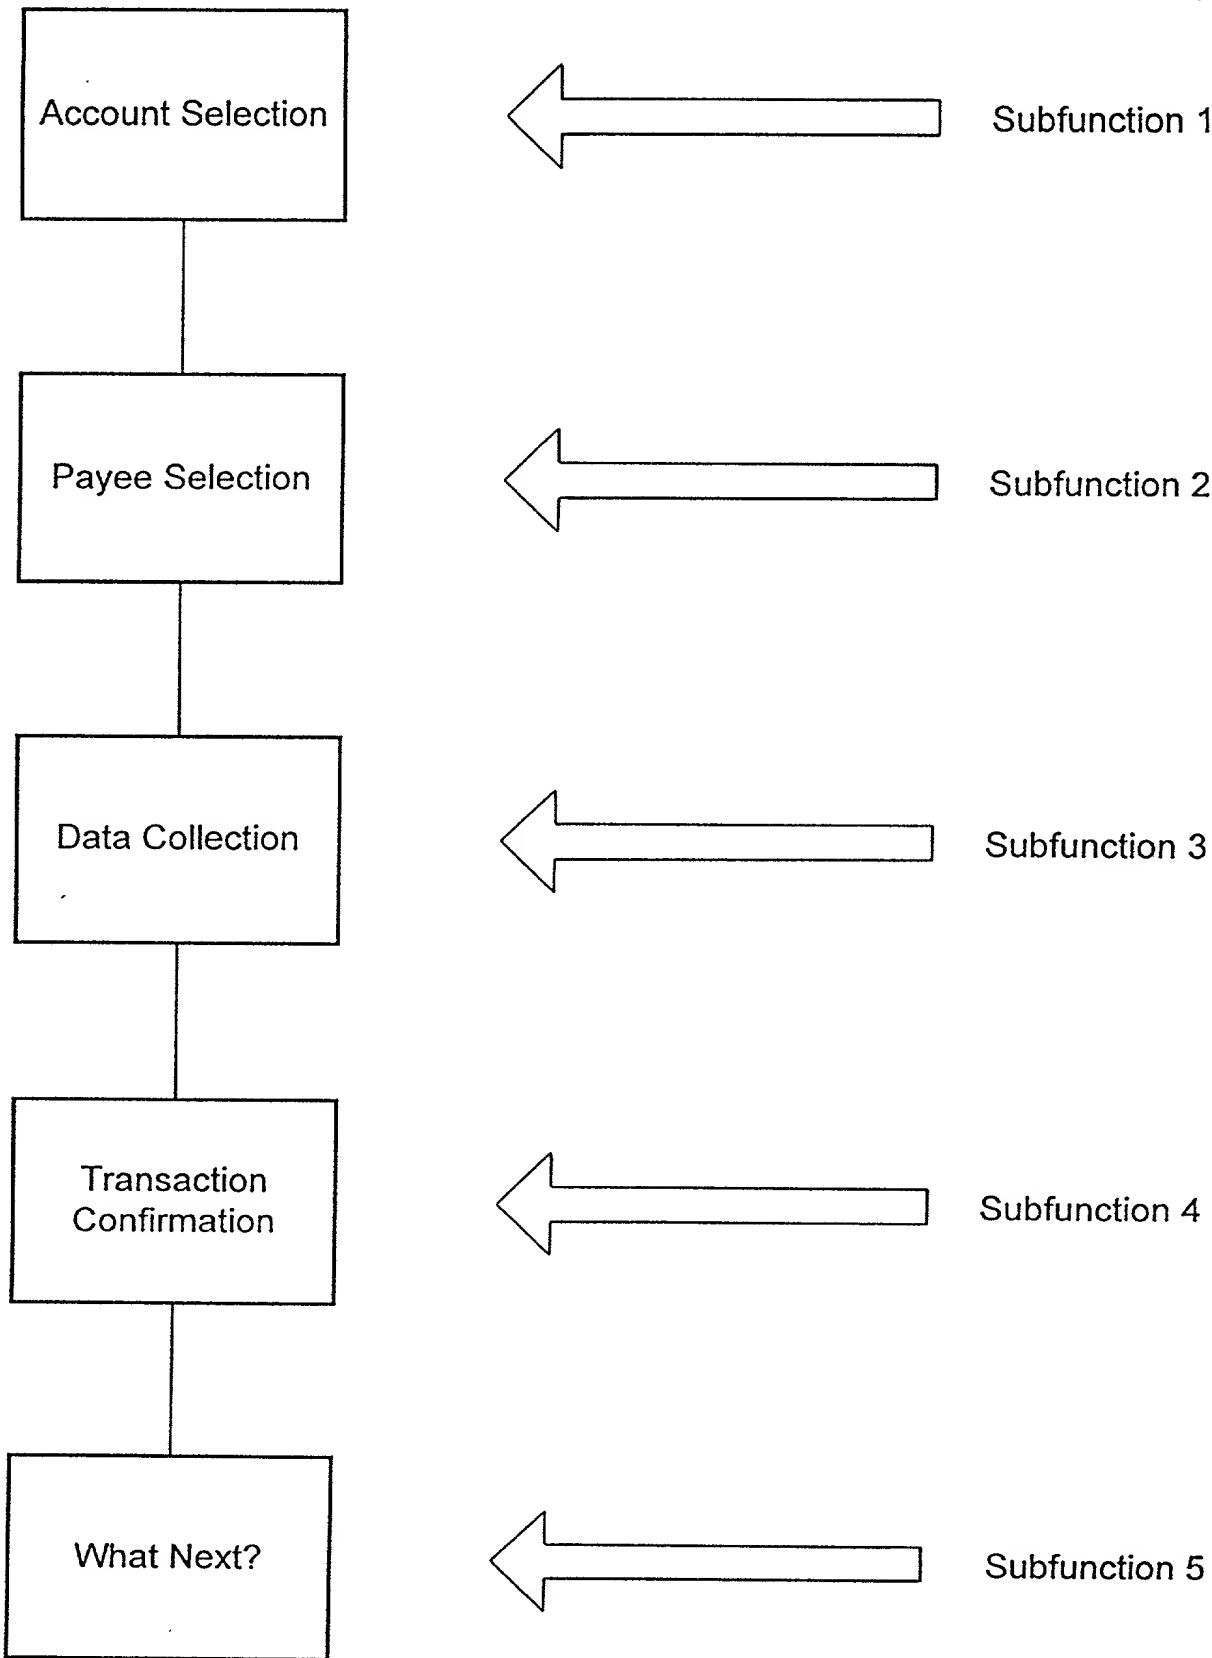 Account Selection
Subfunction 1
Payee Selection
Subfunction 2
Data Collection
Subfunction 3
Transaction
Confirmation
Subfunction 4
What Next?
Subfunction 5